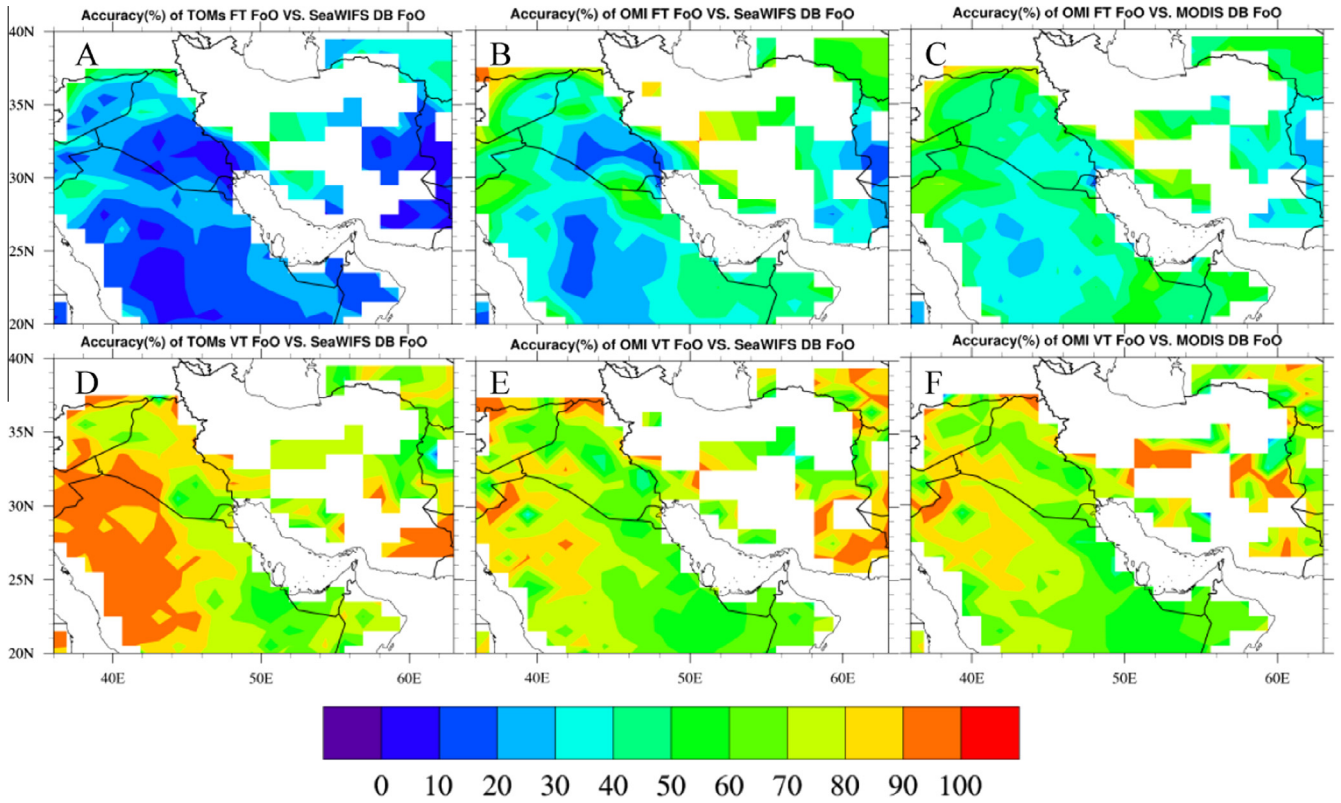 Accuracy(%) of TOMs FT FoO VS. SeaWIFS DB FoO
Accuracy(%) of OMI FT FoO VS. SeaWIFS DB FoO
Accuracy(%) of OMI FT FoO VS. MODIS DB FoO
40N
A
B
C
35N
30N
25N
20N
Accuracy(%) of TOMs VT FoO VS. SeaWIFS DB FoO
Accuracy(%) of OMI VT FoO VS. SeaWIFS DB FoO
Accuracy(%) of OMI VT FoO VS. MODIS DB FoO
40N
D
E
F
35N
30N
25N
20N
40E 50E 60E
40E 50E 60E
40E 50E 60E
0 10 20 30 40 50 60 70 80 90 100